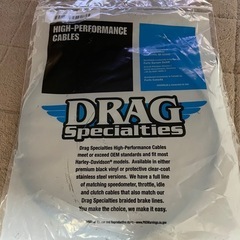 HIGH-PERFORMANCE
CABLES
DRAG
Specialties
Drag Specialties High-Performance Cables
meet or exceed OEM standards and fit most
Harley-Davidson® models. Available in either
premium black vinyl or protective clear-coat
stainless steel versions. We have a full
line of matching speedometer, throttle, idle
and clutch cables that also match our
Drag Specialties braided brake lines.
You make the choice, we make it easy.